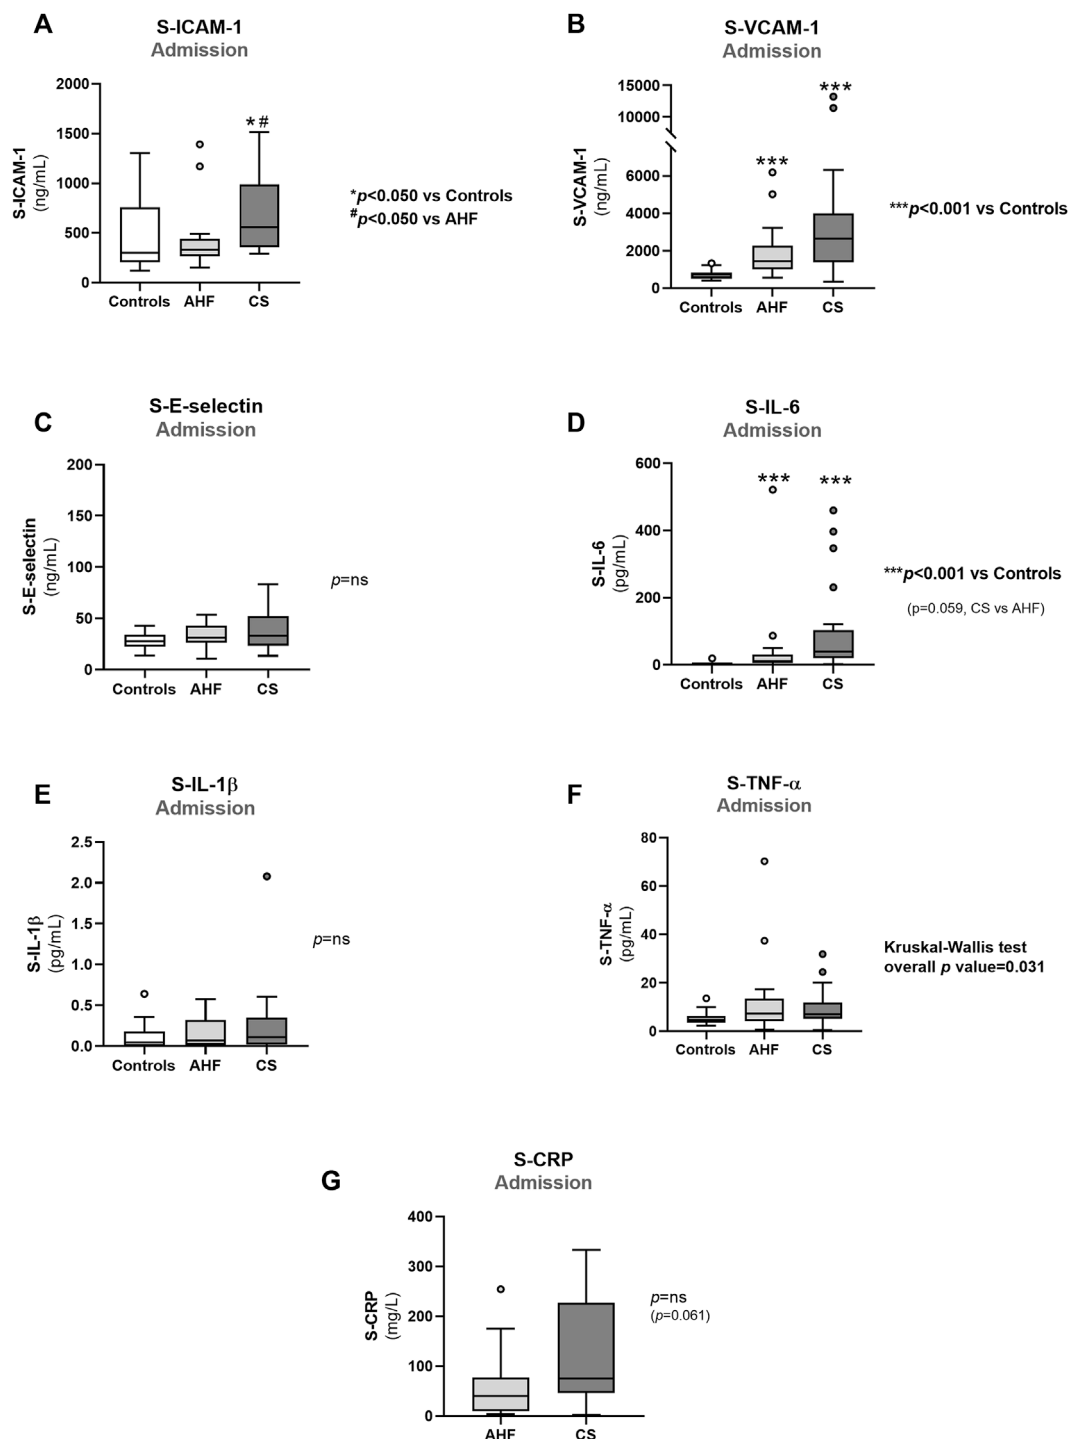 A
S-ICAM-1
Admission
S-ICAM-1
(ng/mL)
2000
1500
1000
500
0
*#
Controls
AHF
CS
*p<0.050 vs Controls
#p<0.050 vs AHF
B
S-VCAM-1
Admission
S-VCAM-1
(ng/mL)
15000
10000
6000
4000
2000
0
***
***
Controls
AHF
CS
***p<0.001 vs Controls
C
S-E-selectin
Admission
S-E-selectin
(ng/mL)
200
150
100
50
0
Controls
AHF
CS
p=ns
D
S-IL-6
Admission
S-IL-6
(pg/mL)
600
400
200
0
***
***
Controls
AHF
CS
***p<0.001 vs Controls
(p=0.059, CS vs AHF)
E
S-IL-1β
Admission
S-IL-1β
(pg/mL)
2.5
2.0
1.5
1.0
0.5
0.0
Controls
AHF
CS
p=ns
F
S-TNF-α
Admission
S-TNF-α
(pg/mL)
80
60
40
20
0
Controls
AHF
CS
Kruskal-Wallis test
overall p value=0.031
G
S-CRP
Admission
S-CRP
(mg/L)
400
300
200
100
0
AHF
CS
p=ns
(p=0.061)